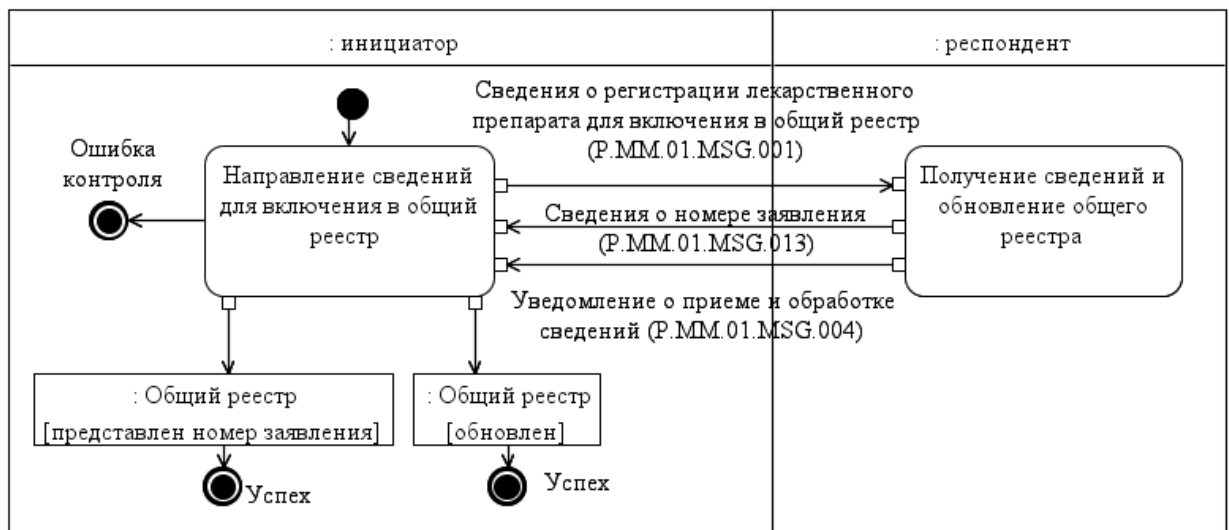 : инициатор
: респондент
Сведения о регистрации лекарственного
препарата для включения в общий реестр
(P.MM.01.MSG.001)
Ошибка
контроля
Направление сведений
для включения в общий
реестр
Получение сведений и
обновление общего
реестра
Сведения о номере заявления
(P.MM.01.MSG.013)
Уведомление о приеме и обработке
сведений (P.MM.01.MSG.004)
: Общий реестр
[представлен номер заявления]
: Общий реестр
[обновлен]
Успех
Успех